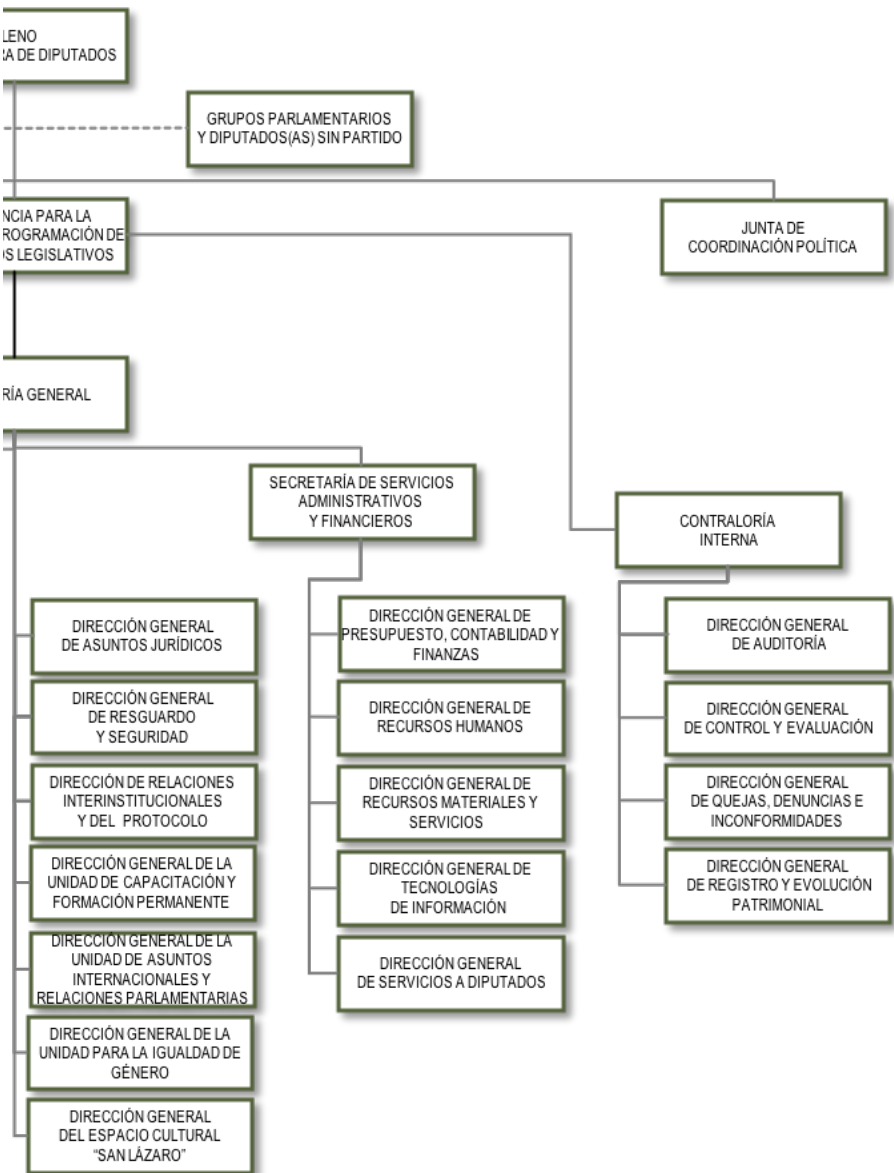 LENO
RA DE DIPUTADOS
GRUPOS PARLAMENTARIOS
Y DIPUTADOS(AS) SIN PARTIDO
NCIA PARA LA
ROGRAMACIÓN DE
OS LEGISLATIVOS
JUNTA DE
COORDINACIÓN POLÍTICA
RÍA GENERAL
SECRETARÍA DE SERVICIOS
ADMINISTRATIVOS
Y FINANCIEROS
CONTRALORÍA
INTERNA
DIRECCIÓN GENERAL
DE ASUNTOS JURÍDICOS
DIRECCIÓN GENERAL
DE RESGUARDO
Y SEGURIDAD
DIRECCIÓN DE RELACIONES
INTERINSTITUCIONALES
Y DEL PROTOCOLO
DIRECCIÓN GENERAL DE LA
UNIDAD DE CAPACITACIÓN Y
FORMACIÓN PERMANENTE
DIRECCIÓN GENERAL DE LA
UNIDAD DE ASUNTOS
INTERNACIONALES Y
RELACIONES PARLAMENTARIAS
DIRECCIÓN GENERAL DE LA
UNIDAD PARA LA IGUALDAD DE
GÉNERO
DIRECCIÓN GENERAL
DEL ESPACIO CULTURAL
“SAN LÁZARO”
DIRECCIÓN GENERAL DE
PRESUPUESTO, CONTABILIDAD Y
FINANZAS
DIRECCIÓN GENERAL DE
RECURSOS HUMANOS
DIRECCIÓN GENERAL DE
RECURSOS MATERIALES Y
SERVICIOS
DIRECCIÓN GENERAL DE
TECNOLOGÍAS
DE INFORMACIÓN
DIRECCIÓN GENERAL
DE SERVICIOS A DIPUTADOS
DIRECCIÓN GENERAL
DE AUDITORÍA
DIRECCIÓN GENERAL
DE CONTROL Y EVALUACIÓN
DIRECCIÓN GENERAL
DE QUEJAS, DENUNCIAS E
INCONFORMIDADES
DIRECCIÓN GENERAL
DE REGISTRO Y EVOLUCIÓN
PATRIMONIAL